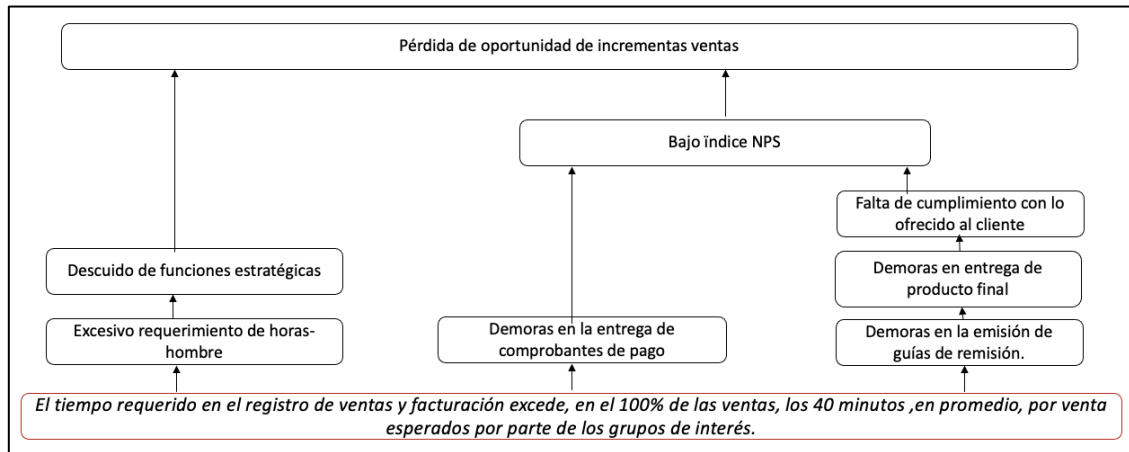 Pérdida de oportunidad de incrementas ventas
Bajo ïndice NPS
Falta de cumplimiento con lo
ofrecido al cliente
Descuido de funciones estratégicas
Demoras en entrega de
producto final
Excesivo requerimiento de horas-
hombre
Demoras en la entrega de
comprobantes de pago
Demoras en la emisión de
guías de remisión.
El tiempo requerido en el registro de ventas y facturación excede, en el 100% de las ventas, los 40 minutos ,en promedio, por venta
esperados por parte de los grupos de interés.